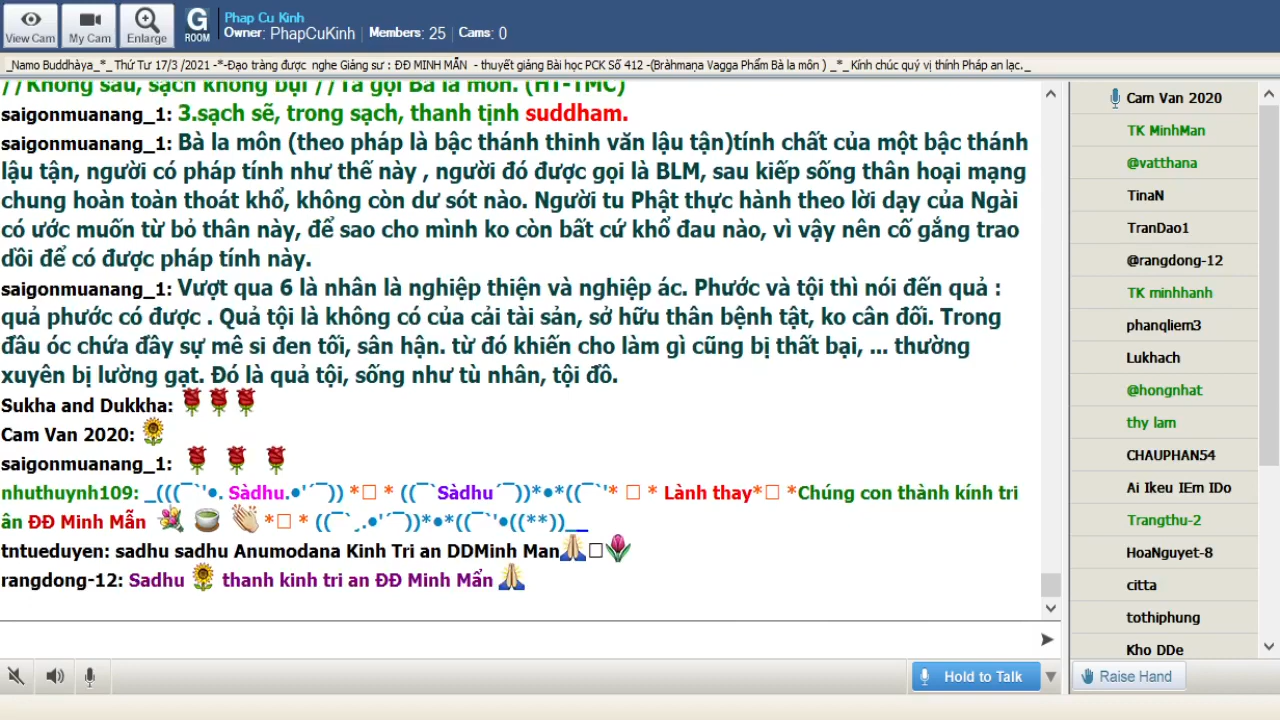 View Cam
My Cam
Enlarge
G
ROOM
Phap Cu Kinh
Owner: PhapCuKinh | Members: 25 | Cams: 0
_Namo Buddhàya_*_ Thứ Tư 17/3 /2021 -*-Đạo tràng được nghe Giảng sư : ĐĐ MINH MẪN - thuyết giảng Bài học PCK Số 412 -(Bràhmaṇa Vagga Phẩm Bà la môn ) _*_ Kính chúc quý vị thính Pháp an lạc._
//Không sầu, sạch không bụi //Ta gọi Bà la môn. (HT-TMC)
saigonmuanang_1: 3.sạch sẽ, trong sạch, thanh tịnh suddham.
saigonmuanang_1: Bà la môn (theo pháp là bậc thánh thinh văn lậu tận)tính chất của một bậc thánh
lậu tận, người có pháp tính như thế này , người đó được gọi là BLM, sau kiếp sống thân hoại mạng
chung hoàn toàn thoát khổ, không còn dư sót nào. Người tu Phật thực hành theo lời dạy của Ngài
có ước muốn từ bỏ thân này, để sao cho mình ko còn bất cứ khổ đau nào, vì vậy nên cố gắng trao
dồi để có được pháp tính này.
saigonmuanang_1: Vượt qua 6 là nhân là nghiệp thiện và nghiệp ác. Phước và tội thì nói đến quả :
quả phước có được . Quả tội là không có của cải tài sản, sở hữu thân bệnh tật, ko cân đối. Trong
đầu óc chứa đầy sự mê si đen tối, sân hận. từ đó khiến cho làm gì cũng bị thất bại, ... thường
xuyên bị lường gạt. Đó là quả tội, sống như tù nhân, tội đồ.
Sukha and Dukkha: 🌹🌹🌹
Cam Van 2020: 🌻
saigonmuanang_1: 🌹 🌹 🌹
nhuthuynh109: _(((¯`'•. Sàdhu.•'´¯)) *□ * ((¯`Sàdhu´¯))*•*((¯`'* □ * Lành thay*□ *Chúng con thành kính tri
ân ĐĐ Minh Mẫn 💐 🍵 👏 *□ * ((¯`¸.•'´¯))*•*((¯`'•((**))__
tntueduyen: sadhu sadhu Anumodana Kinh Tri an DDMinh Man🙏□🌷
rangdong-12: Sadhu 🌻 thanh kinh tri an ĐĐ Minh Mẩn 🙏
Hold to Talk
Cam Van 2020
TK MinhMan
@vatthana
TinaN
TranDao1
@rangdong-12
TK minhhanh
phanqliem3
Lukhach
@hongnhat
thy lam
CHAUPHAN54
Ai Ikeu IEm IDo
Trangthu-2
HoaNguyet-8
citta
tothiphung
Kho DDe
Raise Hand